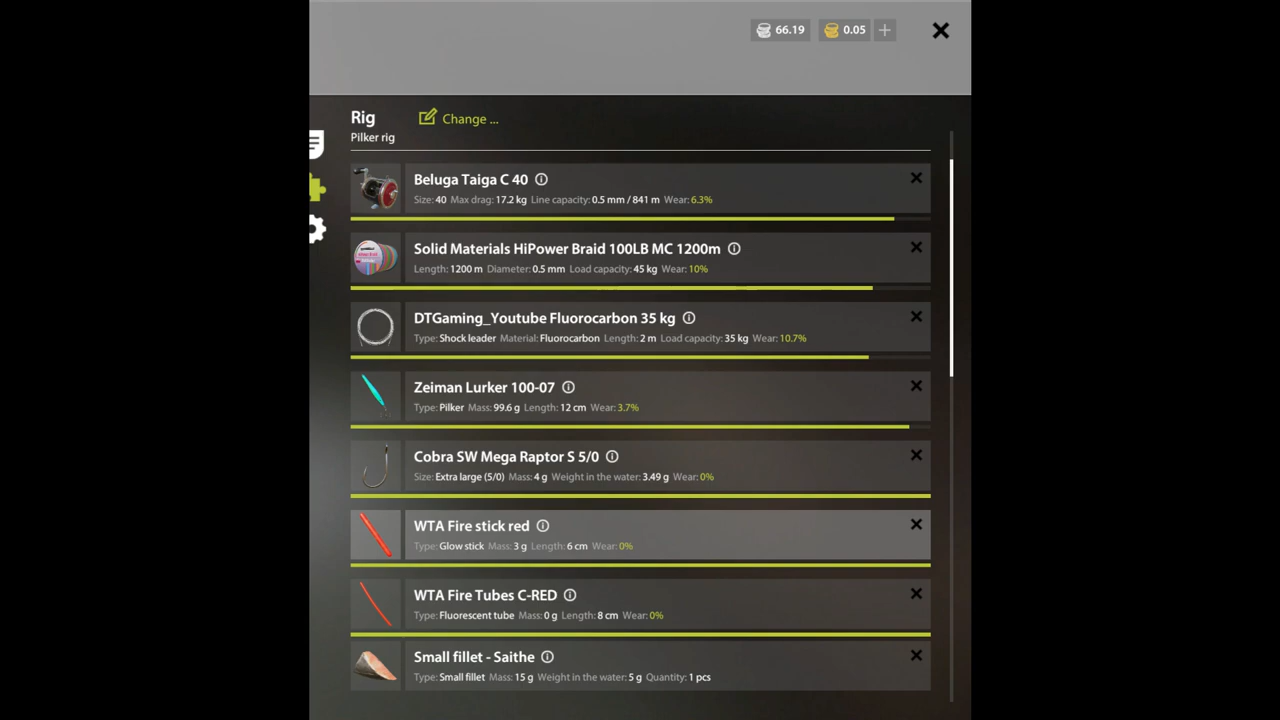 66.19
0.05
Rig
Change ...
Pilker rig
Beluga Taiga C 40
Size: 40 Max drag: 17.2 kg Line capacity: 0.5 mm / 841 m Wear: 6.3%
Solid Materials HiPower Braid 100LB MC 1200m
Length: 1200 m Diameter: 0.5 mm Load capacity: 45 kg Wear: 10%
DTGaming_Youtube Fluorocarbon 35 kg
Type: Shock leader Material: Fluorocarbon Length: 2 m Load capacity: 35 kg Wear: 10.7%
Zeiman Lurker 100-07
Type: Pilker Mass: 99.6 g Length: 12 cm Wear: 3.7%
Cobra SW Mega Raptor S 5/0
Size: Extra large (5/0) Mass: 4 g Weight in the water: 3.49 g Wear: 0%
WTA Fire stick red
Type: Glow stick Mass: 3 g Length: 6 cm Wear: 0%
WTA Fire Tubes C-RED
Type: Fluorescent tube Mass: 0 g Length: 8 cm Wear: 0%
Small fillet - Saithe
Type: Small fillet Mass: 15 g Weight in the water: 5 g Quantity: 1 pcs